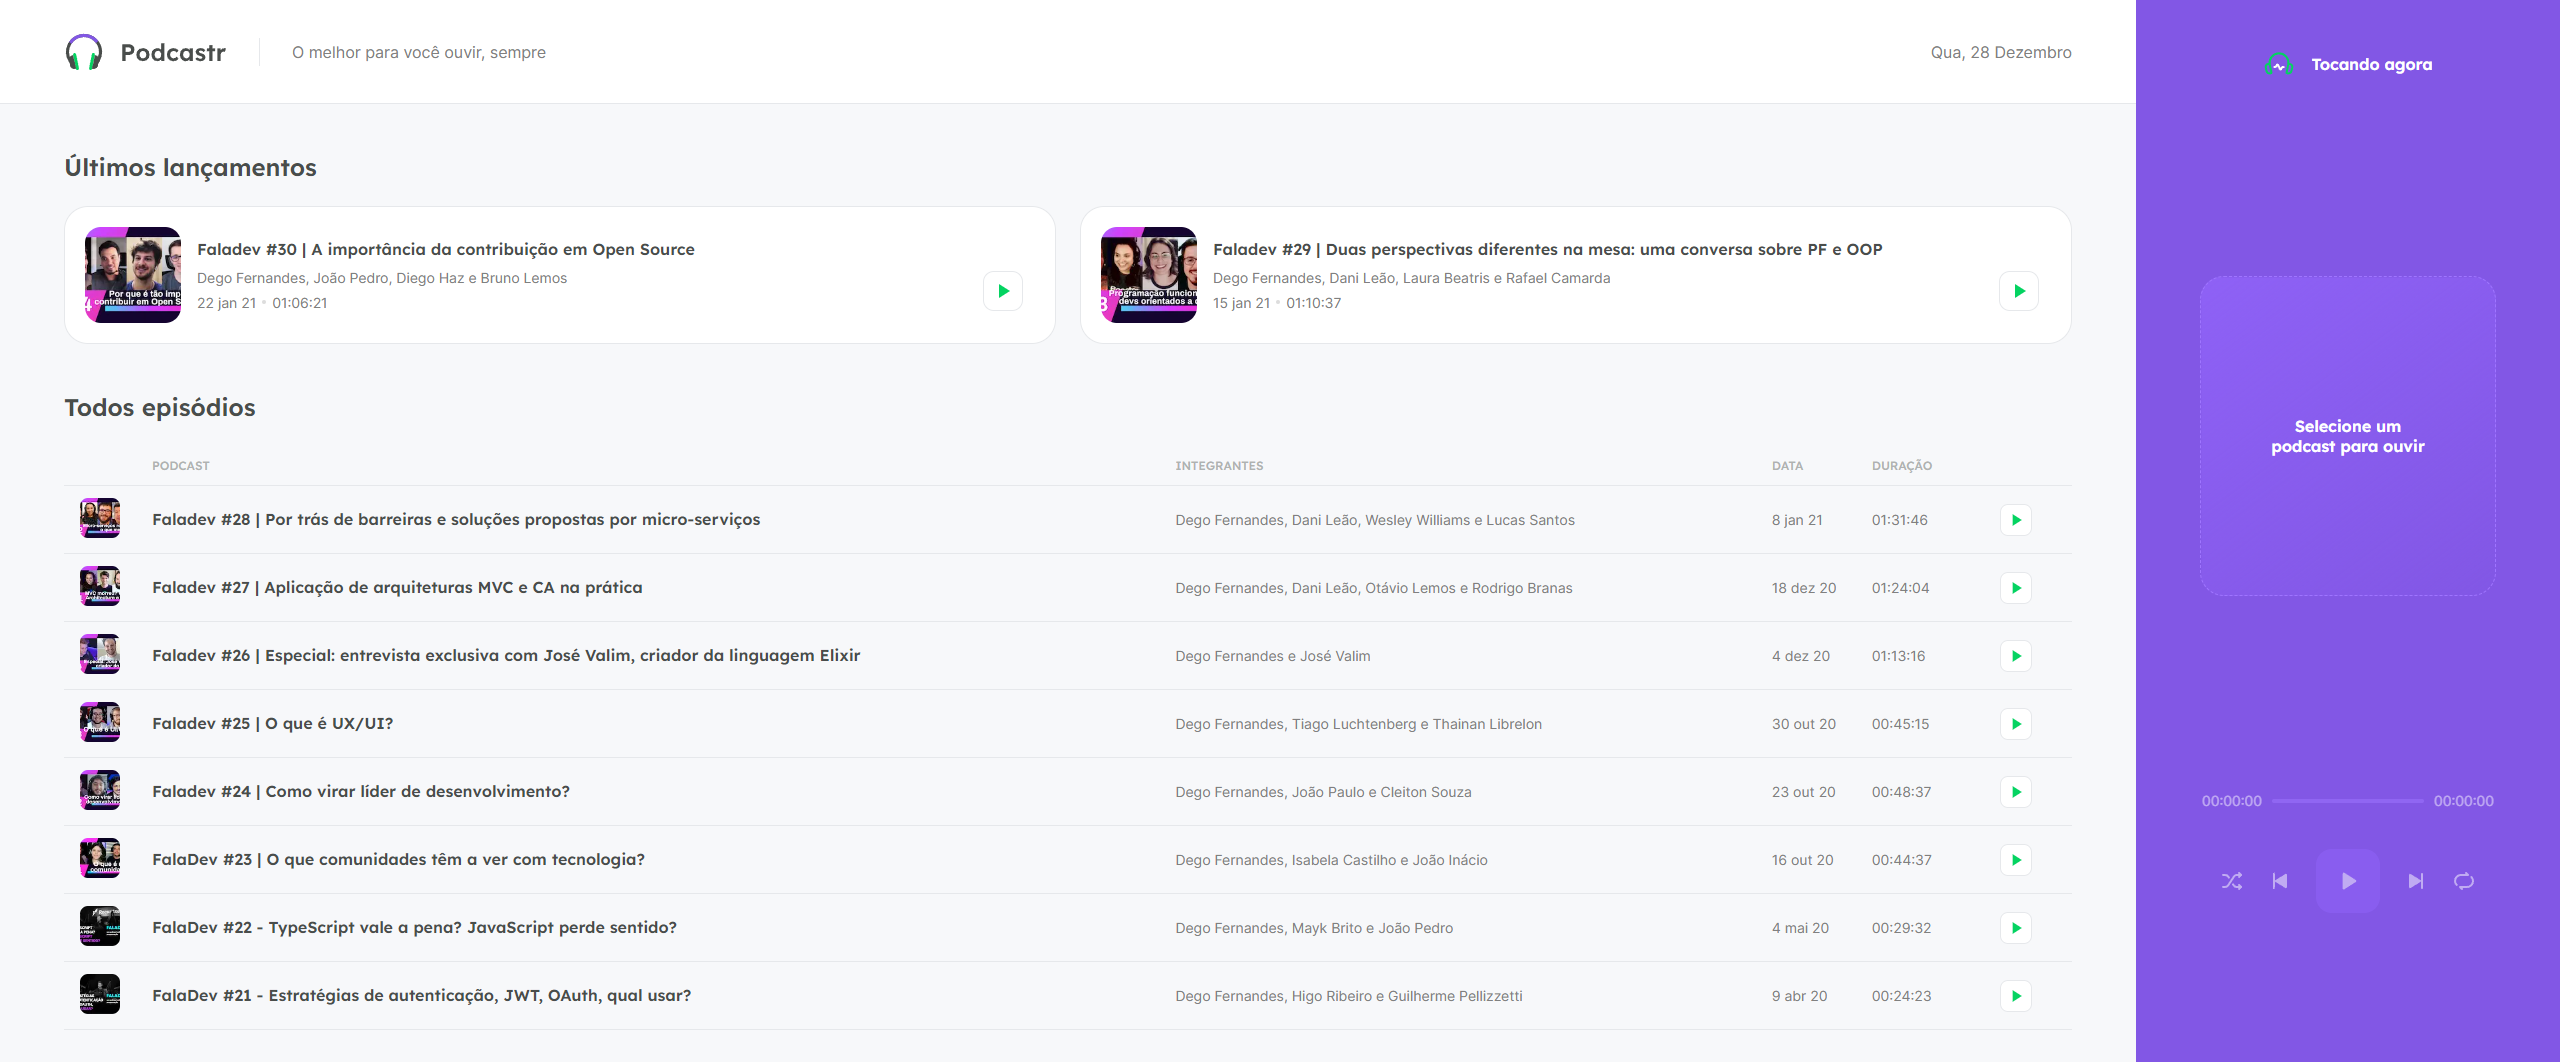 Podcastr
O melhor para você ouvir, sempre
Qua, 28 Dezembro
Tocando agora
Últimos lançamentos
Faladev #30 | A importância da contribuição em Open Source
Dego Fernandes, João Pedro, Diego Haz e Bruno Lemos
22 jan 21 • 01:06:21
Por que é tão imp
contribuir em Open S
Faladev #29 | Duas perspectivas diferentes na mesa: uma conversa sobre PF e OOP
Dego Fernandes, Dani Leão, Laura Beatris e Rafael Camarda
15 jan 21 • 01:10:37
Programação funcion
devs orientados a
Todos episódios
PODCAST INTEGRANTES DATA DURAÇÃO
Faladev #28 | Por trás de barreiras e soluções propostas por micro-serviços Dego Fernandes, Dani Leão, Wesley Williams e Lucas Santos 8 jan 21 01:31:46
Faladev #27 | Aplicação de arquiteturas MVC e CA na prática Dego Fernandes, Dani Leão, Otávio Lemos e Rodrigo Branas 18 dez 20 01:24:04
Faladev #26 | Especial: entrevista exclusiva com José Valim, criador da linguagem Elixir Dego Fernandes e José Valim 4 dez 20 01:13:16
Faladev #25 | O que é UX/UI? Dego Fernandes, Tiago Luchtenberg e Thainan Librelon 30 out 20 00:45:15
Faladev #24 | Como virar líder de desenvolvimento? Dego Fernandes, João Paulo e Cleiton Souza 23 out 20 00:48:37
FalaDev #23 | O que comunidades têm a ver com tecnologia? Dego Fernandes, Isabela Castilho e João Inácio 16 out 20 00:44:37
FalaDev #22 - TypeScript vale a pena? JavaScript perde sentido? Dego Fernandes, Mayk Brito e João Pedro 4 mai 20 00:29:32
FalaDev #21 - Estratégias de autenticação, JWT, OAuth, qual usar? Dego Fernandes, Higo Ribeiro e Guilherme Pellizzetti 9 abr 20 00:24:23
Selecione um
podcast para ouvir
00:00:00 00:00:00